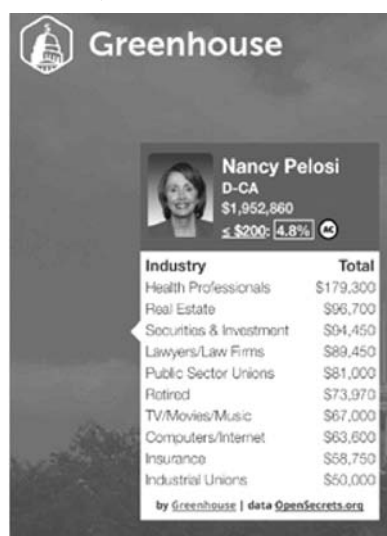 Greenhouse
Nancy Pelosi
D-CA
$1,952,860
≤ $200: 4.8% AC
Industry Total
Health Professionals $179,300
Real Estate $96,700
Securities & Investment $94,450
Lawyers/Law Firms $89,450
Public Sector Unions $81,000
Retired $73,970
TV/Movies/Music $67,000
Computers/Internet $63,600
Insurance $58,750
Industrial Unions $50,000
by Greenhouse | data OpenSecrets.org